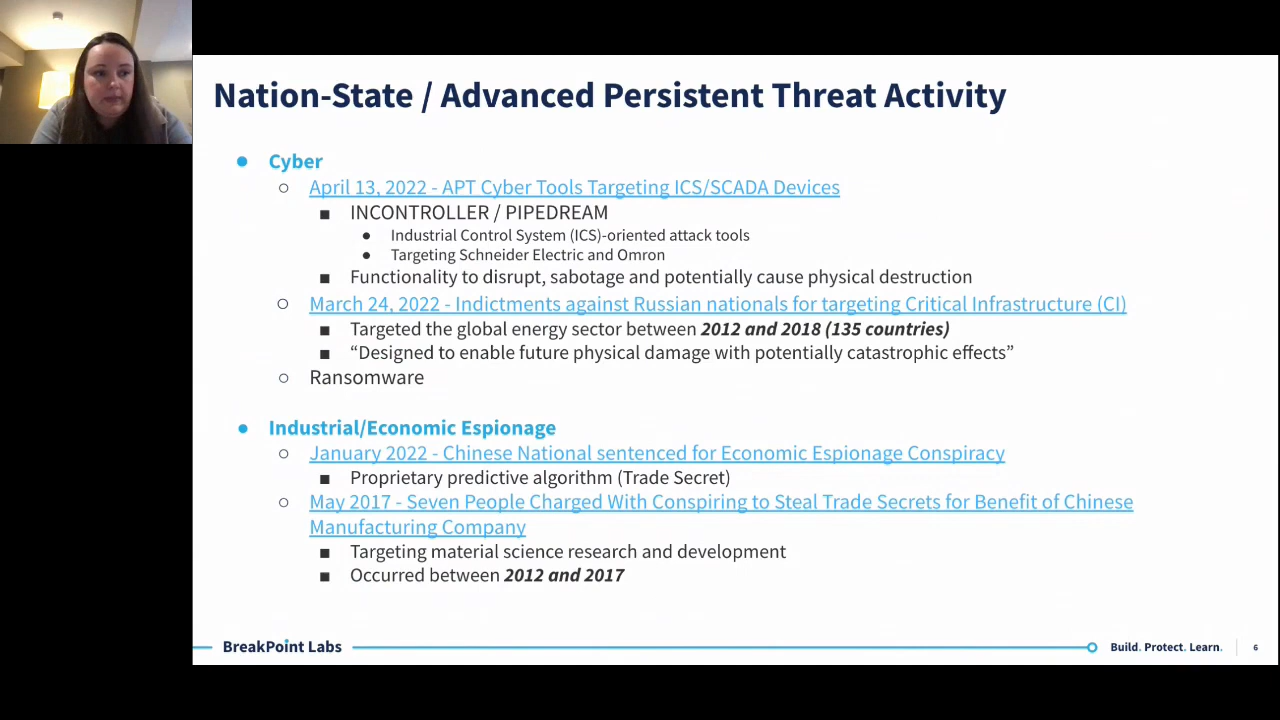 Nation-State / Advanced Persistent Threat Activity
● Cyber
○ April 13, 2022 - APT Cyber Tools Targeting ICS/SCADA Devices
■ INCONTROLLER / PIPEDREAM
● Industrial Control System (ICS)-oriented attack tools
● Targeting Schneider Electric and Omron
■ Functionality to disrupt, sabotage and potentially cause physical destruction
○ March 24, 2022 - Indictments against Russian nationals for targeting Critical Infrastructure (CI)
■ Targeted the global energy sector between 2012 and 2018 (135 countries)
■ “Designed to enable future physical damage with potentially catastrophic effects”
○ Ransomware
● Industrial/Economic Espionage
○ January 2022 - Chinese National sentenced for Economic Espionage Conspiracy
■ Proprietary predictive algorithm (Trade Secret)
○ May 2017 - Seven People Charged With Conspiring to Steal Trade Secrets for Benefit of Chinese
Manufacturing Company
■ Targeting material science research and development
■ Occurred between 2012 and 2017
BreakPoint Labs
Build. Protect. Learn.
6